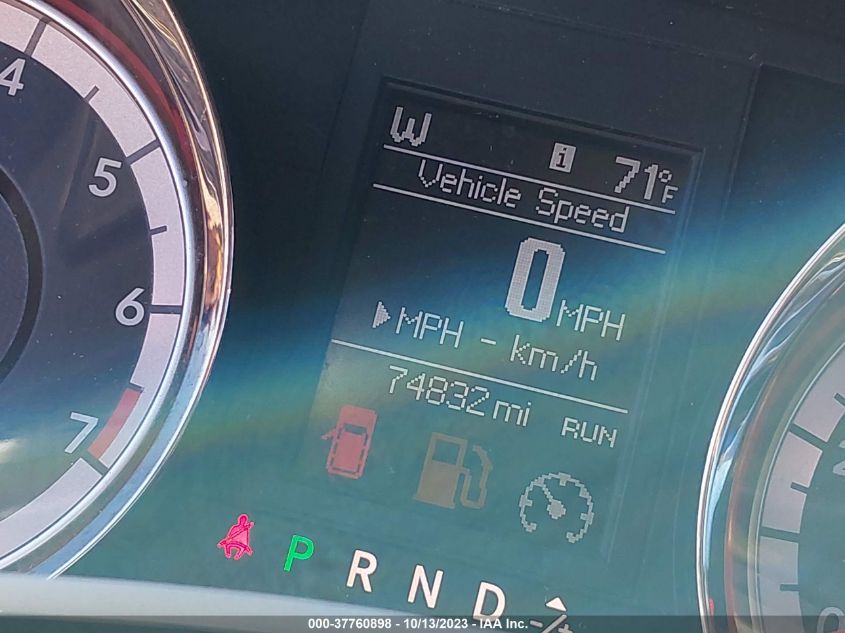 4
5
6
7
W
i 71°F
Vehicle Speed
0 MPH
MPH - km/h
74832 mi RUN
P R N D -/+
0
000-37760898 - 10/13/2023 - IAA Inc.